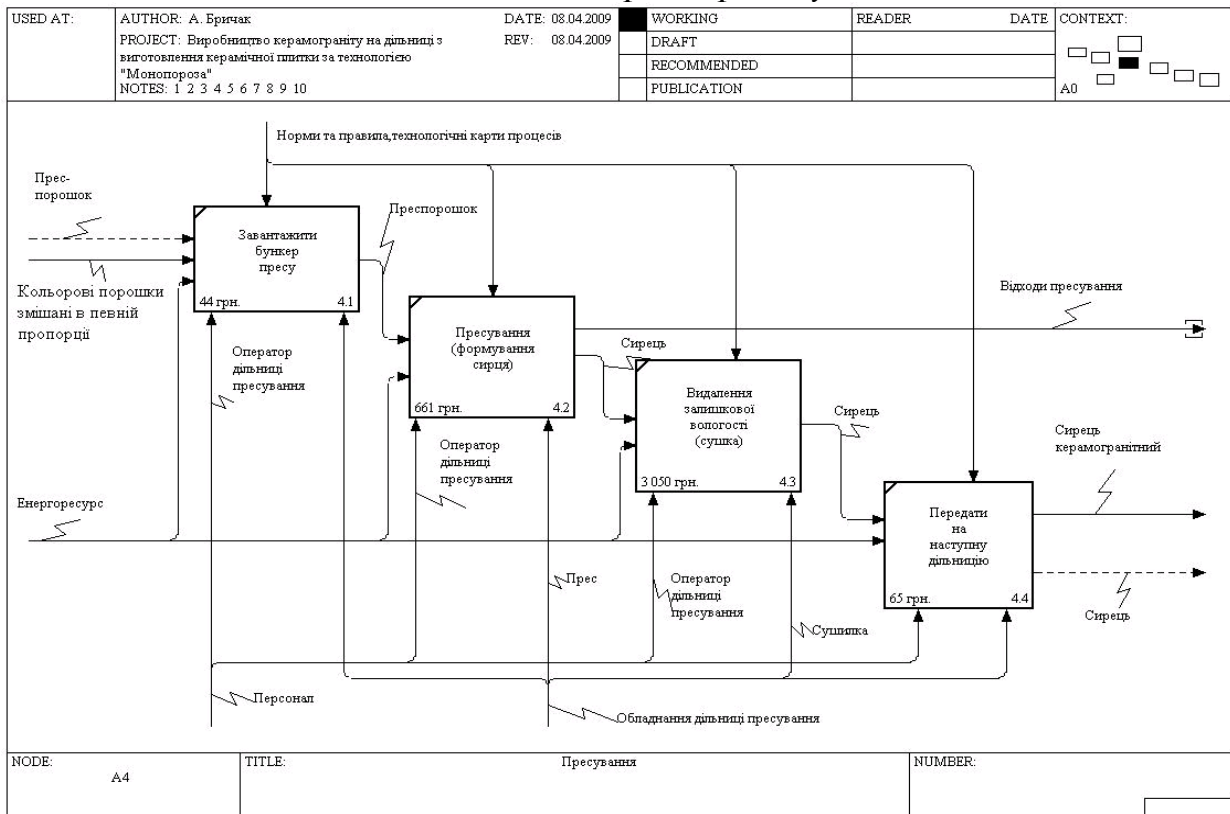 USED AT:
AUTHOR: А. Бричак
DATE: 08.04.2009
PROJECT: Виробництво керамограніту на дільниці з
виготовлення керамічної плитки за технологією
"Монопороза"
REV: 08.04.2009
NOTES: 1 2 3 4 5 6 7 8 9 10
WORKING
DRAFT
RECOMMENDED
PUBLICATION
READER
DATE
CONTEXT:
A0
Норми та правила,технологічні карти процесів
Прес-
порошок
Кольорові порошки
змішані в певній
пропорції
Завантажити
бункер
пресу
44 грн.
4.1
Преспорошок
Пресування
(формування
сирця)
661 грн.
4.2
Відходи пресування
Сирець
Оператор
дільниці
пресування
Видалення
залишкової
вологості
(сушка)
3 050 грн.
4.3
Сирець
Сирець
керамогранітний
Оператор
дільниці
пресування
Енергоресурс
Передати
на
наступну
дільницю
65 грн.
4.4
Прес
Оператор
дільниці
пресування
Сушилка
Сирець
Персонал
Обладнання дільниці пресування
NODE:
A4
TITLE:
Пресування
NUMBER: